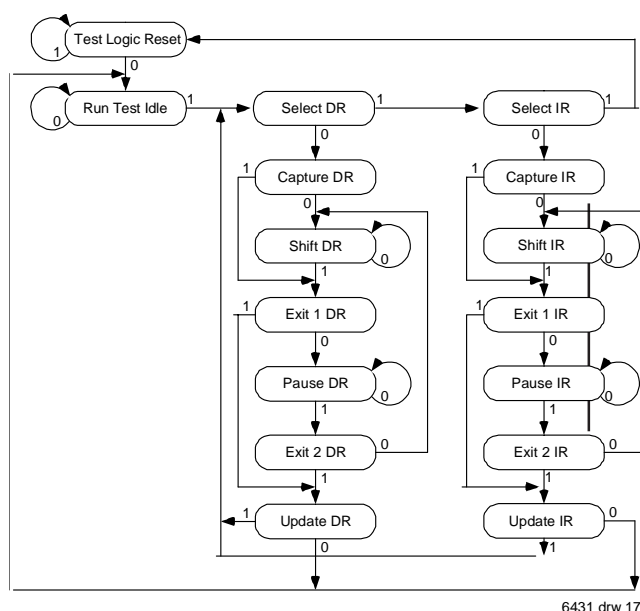 Test Logic Reset
1
0
Run Test Idle
0
1
Select DR
1
Select IR
1
0
0
Capture DR
1
0
Capture IR
1
0
Shift DR
0
1
Shift IR
0
1
Exit 1 DR
1
0
Exit 1 IR
1
0
Pause DR
0
1
Pause IR
0
1
Exit 2 DR
0
1
Exit 2 IR
0
1
Update DR
1
0
Update IR
0
1
6431 drw 17